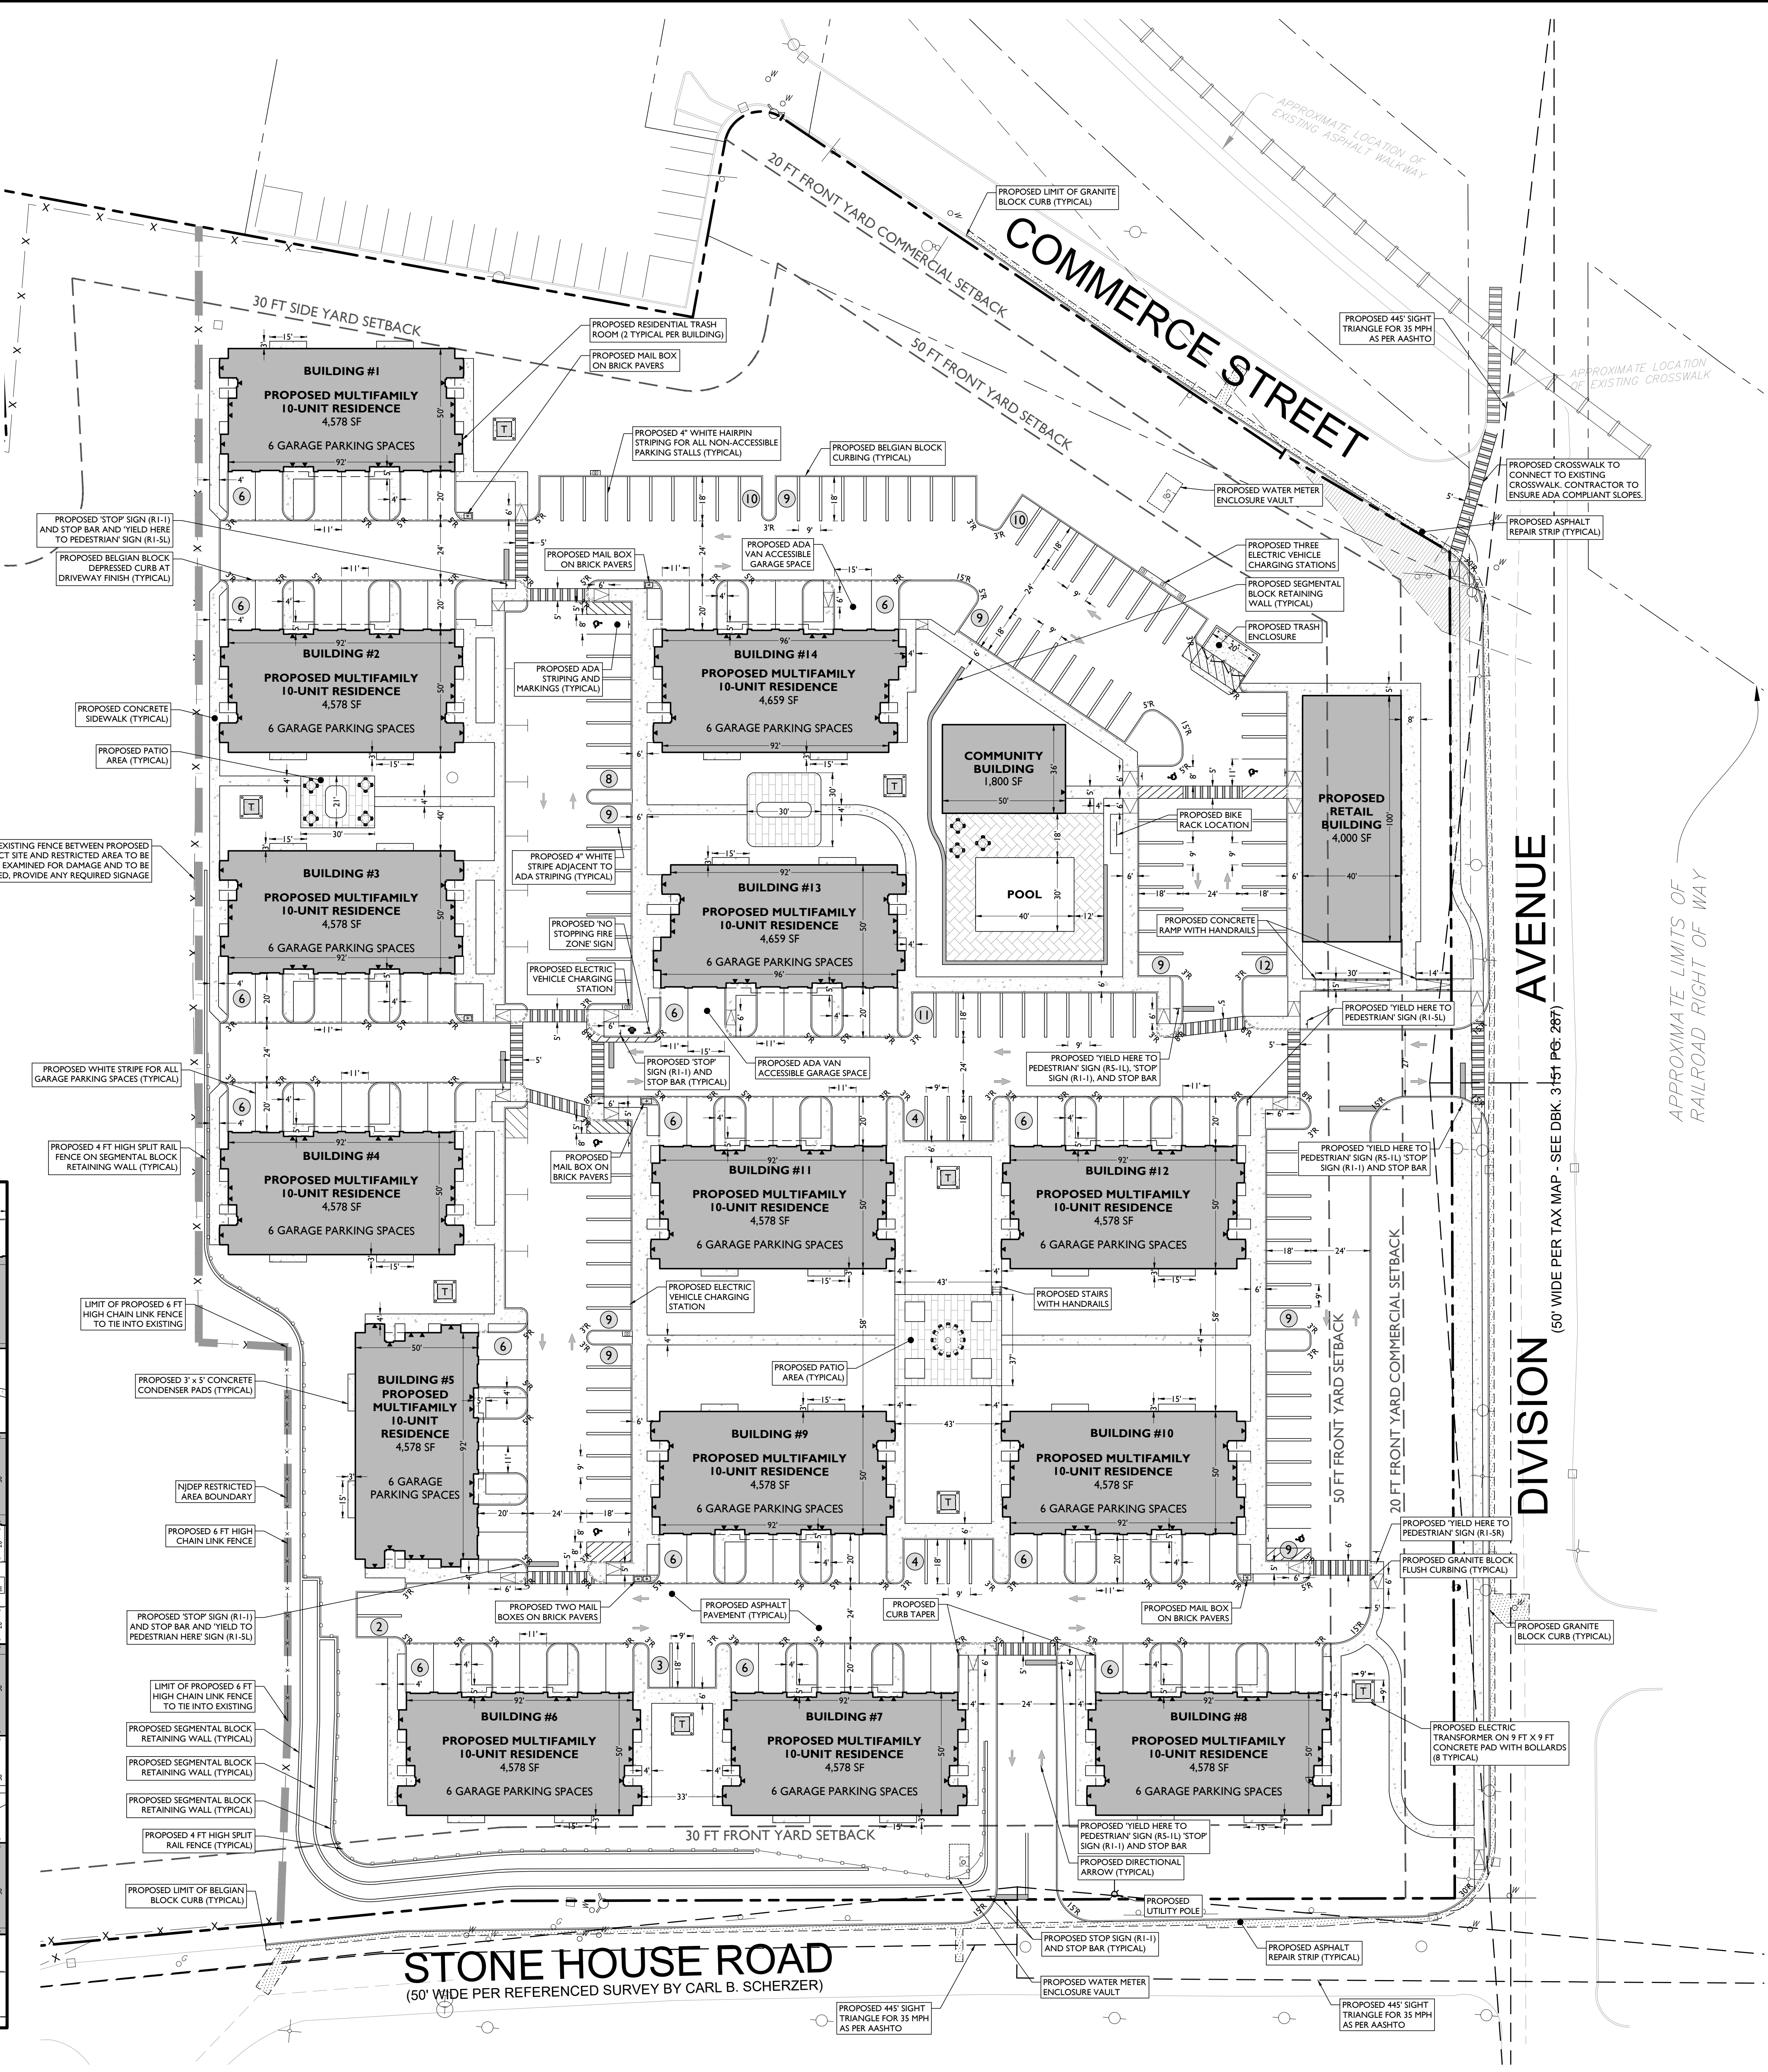 APPROXIMATE LOCATION OF
EXISTING ASPHALT WALKWAY
20 FT FRONT YARD COMMERCIAL SETBACK
PROPOSED LIMIT OF GRANITE
BLOCK CURB (TYPICAL)
COMMERCE STREET
30 FT SIDE YARD SETBACK
PROPOSED RESIDENTIAL TRASH
ROOM (2 TYPICAL PER BUILDING)
PROPOSED MAIL BOX
ON BRICK PAVERS
50 FT FRONT YARD SETBACK
PROPOSED 445' SIGHT
TRIANGLE FOR 35 MPH
AS PER AASHTO
APPROXIMATE LOCATION
OF EXISTING CROSSWALK
BUILDING #1
PROPOSED MULTIFAMILY
10-UNIT RESIDENCE
4,578 SF
6 GARAGE PARKING SPACES
92'
50'
PROPOSED 4" WHITE HAIRPIN
STRIPING FOR ALL NON-ACCESSIBLE
PARKING STALLS (TYPICAL)
PROPOSED BELGIAN BLOCK
CURBING (TYPICAL)
PROPOSED CROSSWALK TO
CONNECT TO EXISTING
CROSSWALK. CONTRACTOR TO
ENSURE ADA COMPLIANT SLOPES.
PROPOSED WATER METER
ENCLOSURE VAULT
PROPOSED ASPHALT
REPAIR STRIP (TYPICAL)
PROPOSED 'STOP' SIGN (R1-1)
AND STOP BAR AND 'YIELD HERE
TO PEDESTRIAN' SIGN (R1-5L)
PROPOSED BELGIAN BLOCK
DEPRESSED CURB AT
DRIVEWAY FINISH (TYPICAL)
PROPOSED MAIL BOX
ON BRICK PAVERS
PROPOSED ADA
VAN ACCESSIBLE
GARAGE SPACE
PROPOSED THREE
ELECTRIC VEHICLE
CHARGING STATIONS
PROPOSED SEGMENTAL
BLOCK RETAINING
WALL (TYPICAL)
PROPOSED TRASH
ENCLOSURE
BUILDING #2
PROPOSED MULTIFAMILY
10-UNIT RESIDENCE
4,578 SF
6 GARAGE PARKING SPACES
PROPOSED ADA
STRIPING AND
MARKINGS (TYPICAL)
BUILDING #14
PROPOSED MULTIFAMILY
10-UNIT RESIDENCE
4,659 SF
6 GARAGE PARKING SPACES
PROPOSED CONCRETE
SIDEWALK (TYPICAL)
PROPOSED PATIO
AREA (TYPICAL)
COMMUNITY
BUILDING
1,800 SF
50'
36'
PROPOSED
RETAIL
BUILDING
4,000 SF
100'
40'
PROPOSED BIKE
RACK LOCATION
EXISTING FENCE BETWEEN PROPOSED
CT SITE AND RESTRICTED AREA TO BE
EXAMINED FOR DAMAGE AND TO BE
ED, PROVIDE ANY REQUIRED SIGNAGE
BUILDING #3
PROPOSED MULTIFAMILY
10-UNIT RESIDENCE
4,578 SF
6 GARAGE PARKING SPACES
PROPOSED 4" WHITE
STRIPE ADJACENT TO
ADA STRIPING (TYPICAL)
BUILDING #13
PROPOSED MULTIFAMILY
10-UNIT RESIDENCE
4,659 SF
6 GARAGE PARKING SPACES
POOL
30'
40'
12'
PROPOSED 'NO
STOPPING FIRE
ZONE' SIGN
PROPOSED ELECTRIC
VEHICLE CHARGING
STATION
PROPOSED CONCRETE
RAMP WITH HANDRAILS
PROPOSED 'YIELD HERE TO
PEDESTRIAN' SIGN (R1-5L)
PROPOSED 'STOP'
SIGN (R1-1) AND
STOP BAR (TYPICAL)
PROPOSED ADA VAN
ACCESSIBLE GARAGE SPACE
PROPOSED 'YIELD HERE TO
PEDESTRIAN' SIGN (R5-1L), 'STOP'
SIGN (R1-1), AND STOP BAR
PROPOSED WHITE STRIPE FOR ALL
GARAGE PARKING SPACES (TYPICAL)
PROPOSED 4 FT HIGH SPLIT RAIL
FENCE ON SEGMENTAL BLOCK
RETAINING WALL (TYPICAL)
BUILDING #4
PROPOSED MULTIFAMILY
10-UNIT RESIDENCE
4,578 SF
6 GARAGE PARKING SPACES
PROPOSED
MAIL BOX ON
BRICK PAVERS
BUILDING #11
PROPOSED MULTIFAMILY
10-UNIT RESIDENCE
4,578 SF
6 GARAGE PARKING SPACES
BUILDING #12
PROPOSED MULTIFAMILY
10-UNIT RESIDENCE
4,578 SF
6 GARAGE PARKING SPACES
PROPOSED 'YIELD HERE TO
PEDESTRIAN' SIGN (R5-1L) 'STOP'
SIGN (R1-1) AND STOP BAR
DIVISION AVENUE
(50' WIDE PER TAX MAP - SEE DBK. 3151 PG. 287)
APPROXIMATE LIMITS OF
RAILROAD RIGHT OF WAY
LIMIT OF PROPOSED 6 FT
HIGH CHAIN LINK FENCE
TO TIE INTO EXISTING
PROPOSED ELECTRIC
VEHICLE CHARGING
STATION
PROPOSED STAIRS
WITH HANDRAILS
PROPOSED 3' x 5' CONCRETE
CONDENSER PADS (TYPICAL)
PROPOSED PATIO
AREA (TYPICAL)
50 FT FRONT YARD SETBACK
20 FT FRONT YARD COMMERCIAL SETBACK
BUILDING #5
PROPOSED
MULTIFAMILY
10-UNIT
RESIDENCE
4,578 SF
6 GARAGE
PARKING SPACES
BUILDING #9
PROPOSED MULTIFAMILY
10-UNIT RESIDENCE
4,578 SF
6 GARAGE PARKING SPACES
BUILDING #10
PROPOSED MULTIFAMILY
10-UNIT RESIDENCE
4,578 SF
6 GARAGE PARKING SPACES
NJDEP RESTRICTED
AREA BOUNDARY
PROPOSED 6 FT HIGH
CHAIN LINK FENCE
PROPOSED 'YIELD HERE TO
PEDESTRIAN' SIGN (R1-5R)
PROPOSED GRANITE BLOCK
FLUSH CURBING (TYPICAL)
PROPOSED 'STOP' SIGN (R1-1)
AND STOP BAR AND 'YIELD TO
PEDESTRIAN HERE' SIGN (R1-5L)
PROPOSED TWO MAIL
BOXES ON BRICK PAVERS
PROPOSED ASPHALT
PAVEMENT (TYPICAL)
PROPOSED
CURB TAPER
PROPOSED MAIL BOX
ON BRICK PAVERS
PROPOSED GRANITE
BLOCK CURB (TYPICAL)
LIMIT OF PROPOSED 6 FT
HIGH CHAIN LINK FENCE
TO TIE INTO EXISTING
PROPOSED SEGMENTAL BLOCK
RETAINING WALL (TYPICAL)
PROPOSED SEGMENTAL BLOCK
RETAINING WALL (TYPICAL)
PROPOSED SEGMENTAL BLOCK
RETAINING WALL (TYPICAL)
PROPOSED 4 FT HIGH SPLIT
RAIL FENCE (TYPICAL)
BUILDING #6
PROPOSED MULTIFAMILY
10-UNIT RESIDENCE
4,578 SF
6 GARAGE PARKING SPACES
BUILDING #7
PROPOSED MULTIFAMILY
10-UNIT RESIDENCE
4,578 SF
6 GARAGE PARKING SPACES
BUILDING #8
PROPOSED MULTIFAMILY
10-UNIT RESIDENCE
4,578 SF
6 GARAGE PARKING SPACES
PROPOSED ELECTRIC
TRANSFORMER ON 9 FT X 9 FT
CONCRETE PAD WITH BOLLARDS
(8 TYPICAL)
30 FT FRONT YARD SETBACK
PROPOSED 'YIELD HERE TO
PEDESTRIAN' SIGN (R5-1L) 'STOP'
SIGN (R1-1) AND STOP BAR
PROPOSED DIRECTIONAL
ARROW (TYPICAL)
PROPOSED LIMIT OF BELGIAN
BLOCK CURB (TYPICAL)
PROPOSED
UTILITY POLE
PROPOSED STOP SIGN (R1-1)
AND STOP BAR (TYPICAL)
PROPOSED ASPHALT
REPAIR STRIP (TYPICAL)
STONE HOUSE ROAD
(50' WIDE PER REFERENCED SURVEY BY CARL B. SCHERZER)
PROPOSED WATER METER
ENCLOSURE VAULT
PROPOSED 445' SIGHT
TRIANGLE FOR 35 MPH
AS PER AASHTO
PROPOSED 445' SIGHT
TRIANGLE FOR 35 MPH
AS PER AASHTO